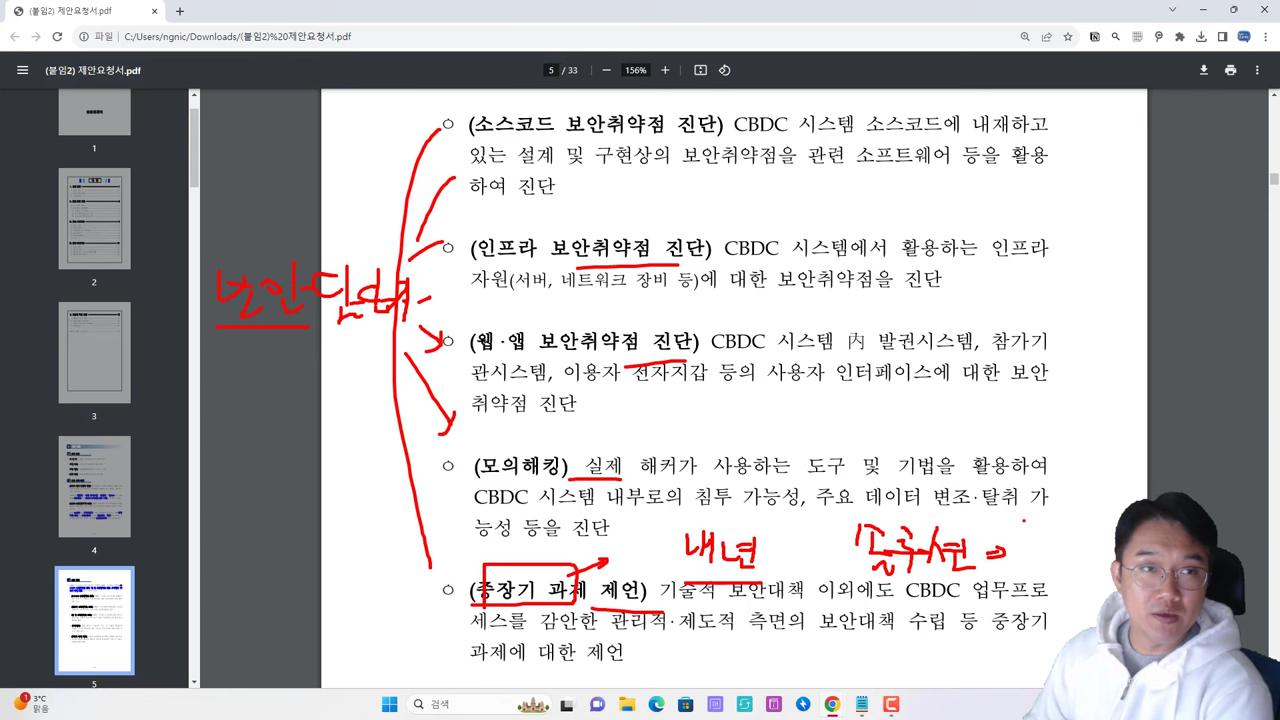 (붙임2) 제안요청서.pdf
파일 C:/Users/ngnic/Downloads/(붙임2)%20제안요청서.pdf
(붙임2) 제안요청서.pdf
5 / 33
156%
1
2
3
4
5
○ (소스코드 보안취약점 진단) CBDC 시스템 소스코드에 내재하고
있는 설계 및 구현상의 보안취약점을 관련 소프트웨어 등을 활용
하여 진단
○ (인프라 보안취약점 진단) CBDC 시스템에서 활용하는 인프라
자원(서버, 네트워크 장비 등)에 대한 보안취약점을 진단
보안
○ (웹·앱 보안취약점 진단) CBDC 시스템 內 발권시스템, 참가기
관시스템, 이용자 전자지갑 등의 사용자 인터페이스에 대한 보안
취약점 진단
○ (모의해킹) 실제 해커가 사용하는 도구 및 기법을 활용하여
CBDC 시스템 내부로의 침투 가능성, 주요 데이터 변조·탈취 가
능성 등을 진단
내년 솔루션
○ (중장기 과제 제언) 기술적 보안대책 이외에도 CBDC 업무프로
세스를 감안한 관리적·제도적 측면의 보안대책 수립 등 중장기
과제에 대한 제언
1
3°C
맑음
검색